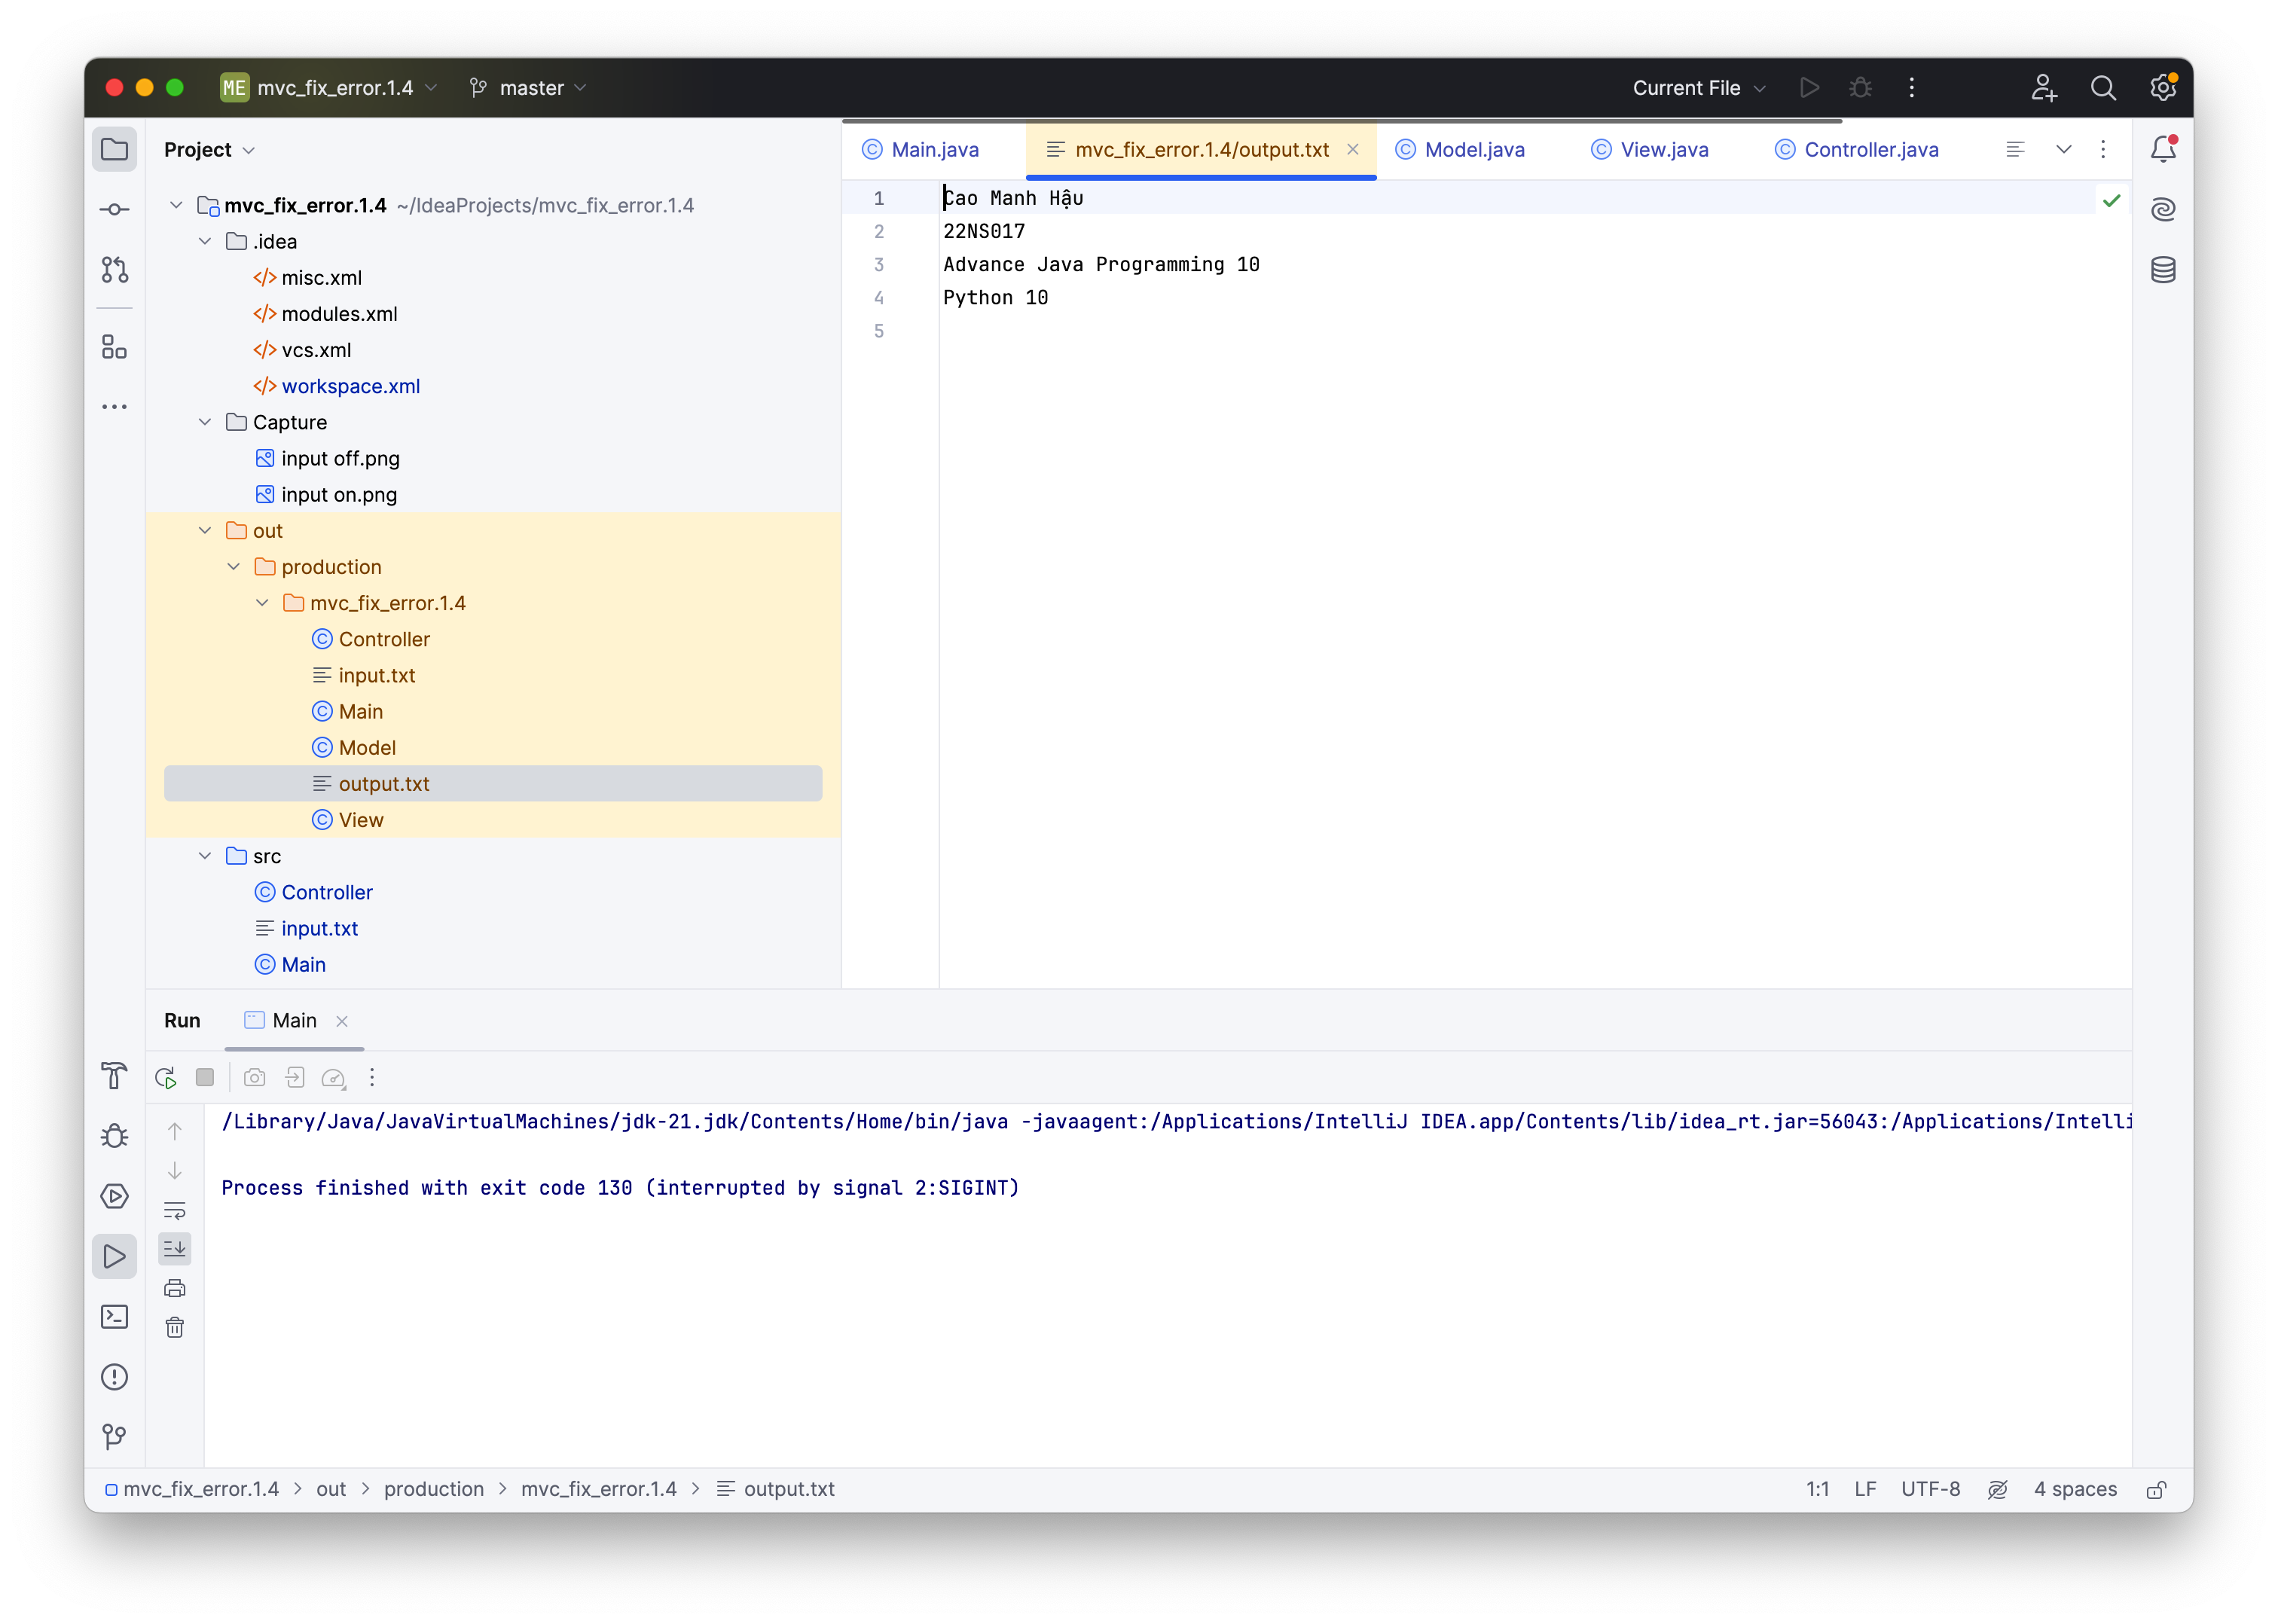 ME mvc_fix_error.1.4 master Current File
Project
mvc_fix_error.1.4 ~/IdeaProjects/mvc_fix_error.1.4
.idea
misc.xml
modules.xml
vcs.xml
workspace.xml
Capture
input off.png
input on.png
out
production
mvc_fix_error.1.4
Controller
input.txt
Main
Model
output.txt
View
src
Controller
input.txt
Main
Main.java mvc_fix_error.1.4/output.txt Model.java View.java Controller.java
1 Cao Manh Hậu
2 22NS017
3 Advance Java Programming 10
4 Python 10
5
Run Main
/Library/Java/JavaVirtualMachines/jdk-21.jdk/Contents/Home/bin/java -javaagent:/Applications/IntelliJ IDEA.app/Contents/lib/idea_rt.jar=56043:/Applications/Intelli
Process finished with exit code 130 (interrupted by signal 2:SIGINT)
mvc_fix_error.1.4 > out > production > mvc_fix_error.1.4 > output.txt 1:1 LF UTF-8 4 spaces